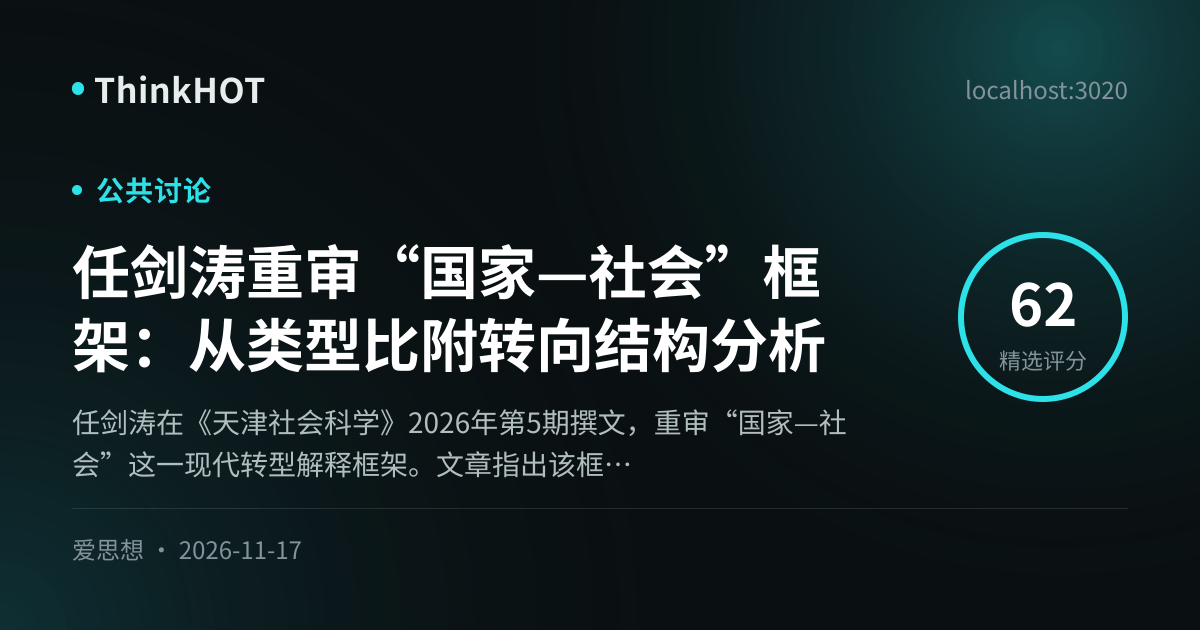 ThinkHOT
localhost:3020
公共讨论
任剑涛重审“国家—社会”框
架：从类型比附转向结构分析
62
精选评分
任剑涛在《天津社会科学》2026年第5期撰文，重审“国家—社
会”这一现代转型解释框架。文章指出该框…
爱思想 · 2026-11-17